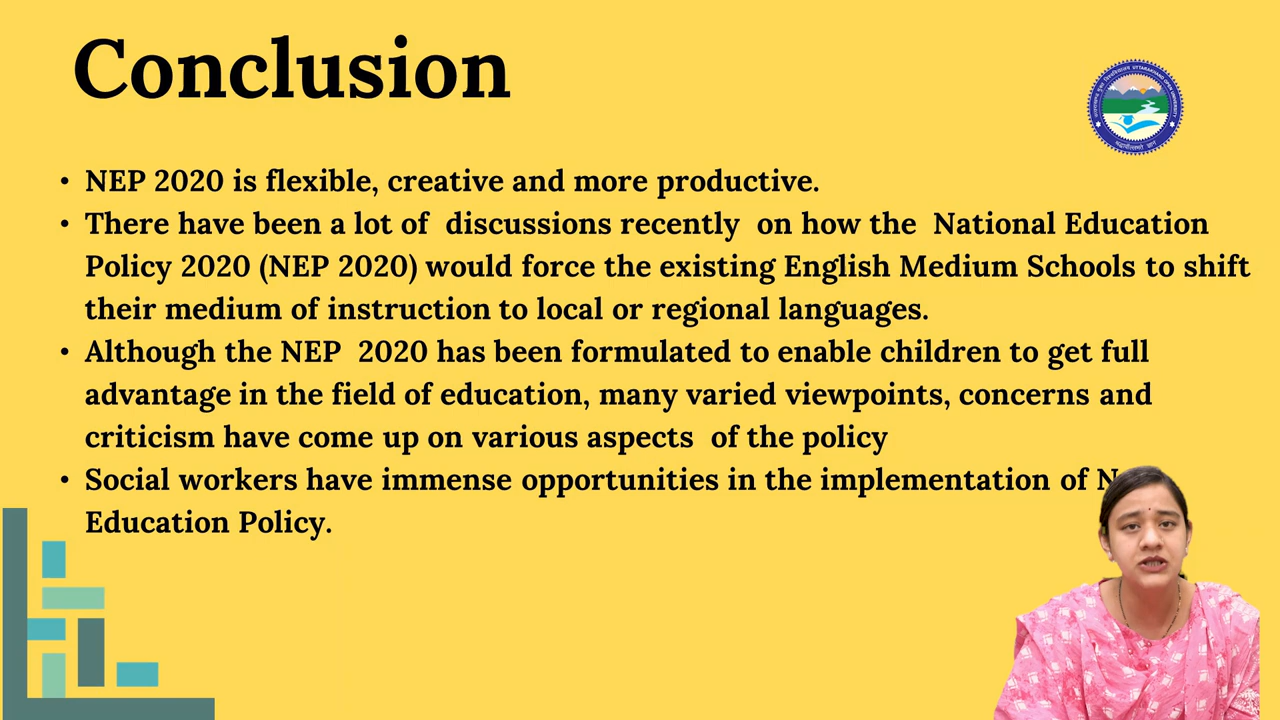 Conclusion
• NEP 2020 is flexible, creative and more productive.
• There have been a lot of discussions recently on how the National Education
Policy 2020 (NEP 2020) would force the existing English Medium Schools to shift
their medium of instruction to local or regional languages.
• Although the NEP 2020 has been formulated to enable children to get full
advantage in the field of education, many varied viewpoints, concerns and
criticism have come up on various aspects of the policy
• Social workers have immense opportunities in the implementation of
Education Policy.
UTTARAKHAND OPEN UNIVERSITY